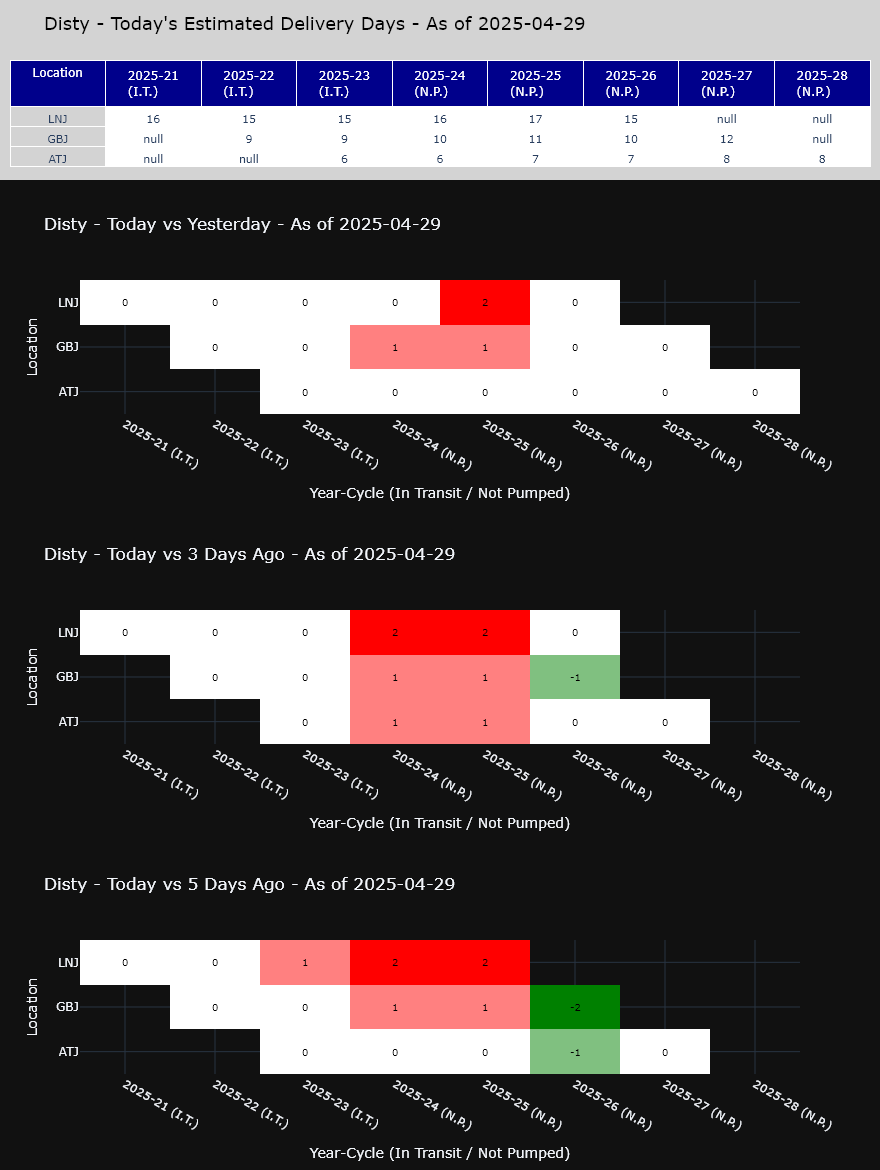 Disty - Today's Estimated Delivery Days - As of 2025-04-29
Location 2025-21 (I.T.) 2025-22 (I.T.) 2025-23 (I.T.) 2025-24 (N.P.) 2025-25 (N.P.) 2025-26 (N.P.) 2025-27 (N.P.) 2025-28 (N.P.)
LNJ 16 15 15 16 17 15 null null
GBJ null 9 9 10 11 10 12 null
ATJ null null 6 6 7 7 8 8
Disty - Today vs Yesterday - As of 2025-04-29
Location
LNJ 0 0 0 0 2 0
GBJ 0 0 1 1 0 0
ATJ 0 0 0 0 0 0
2025-21 (I.T.) 2025-22 (I.T.) 2025-23 (I.T.) 2025-24 (N.P.) 2025-25 (N.P.) 2025-26 (N.P.) 2025-27 (N.P.) 2025-28 (N.P.)
Year-Cycle (In Transit / Not Pumped)
Disty - Today vs 3 Days Ago - As of 2025-04-29
Location
LNJ 0 0 0 2 2 0
GBJ 0 0 1 1 -1
ATJ 0 1 1 0 0
2025-21 (I.T.) 2025-22 (I.T.) 2025-23 (I.T.) 2025-24 (N.P.) 2025-25 (N.P.) 2025-26 (N.P.) 2025-27 (N.P.) 2025-28 (N.P.)
Year-Cycle (In Transit / Not Pumped)
Disty - Today vs 5 Days Ago - As of 2025-04-29
Location
LNJ 0 0 1 2 2
GBJ 0 0 1 1 -2
ATJ 0 0 0 -1 0
2025-21 (I.T.) 2025-22 (I.T.) 2025-23 (I.T.) 2025-24 (N.P.) 2025-25 (N.P.) 2025-26 (N.P.) 2025-27 (N.P.) 2025-28 (N.P.)
Year-Cycle (In Transit / Not Pumped)